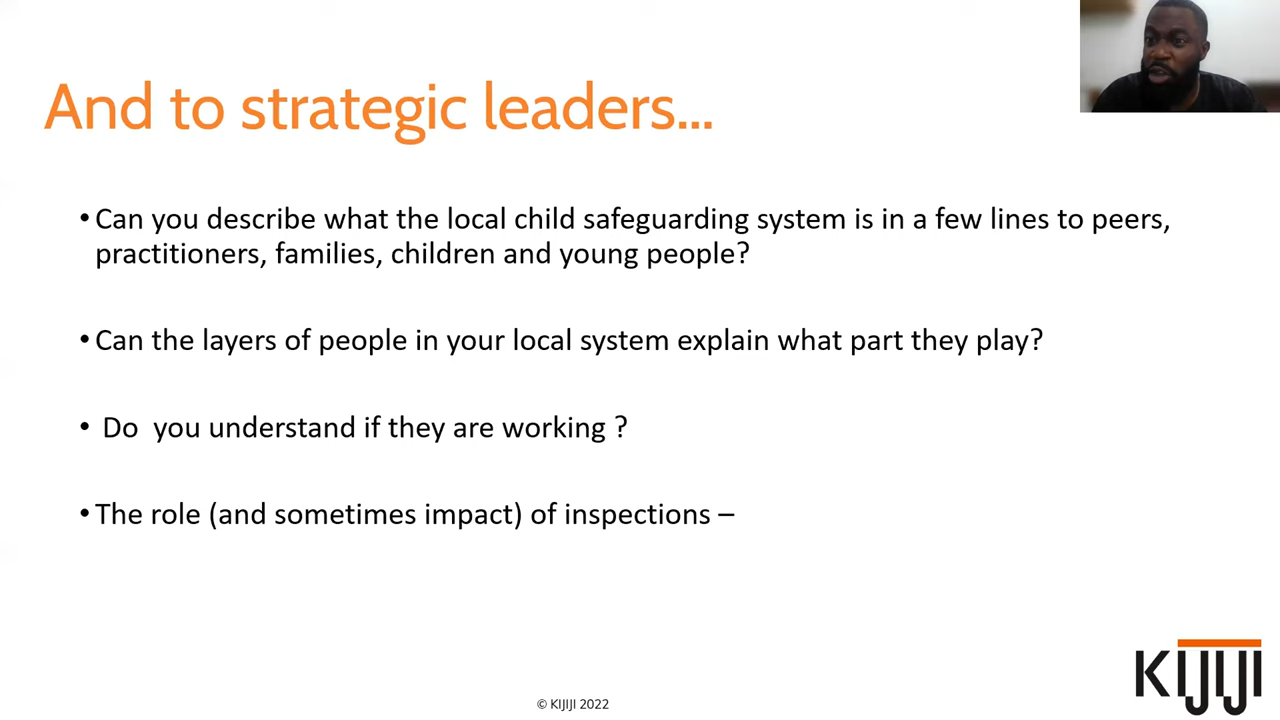 And to strategic leaders...
• Can you describe what the local child safeguarding system is in a few lines to peers,
practitioners, families, children and young people?
• Can the layers of people in your local system explain what part they play?
• Do  you understand if they are working ?
• The role (and sometimes impact) of inspections –
KIJIJI
© KIJIJI 2022